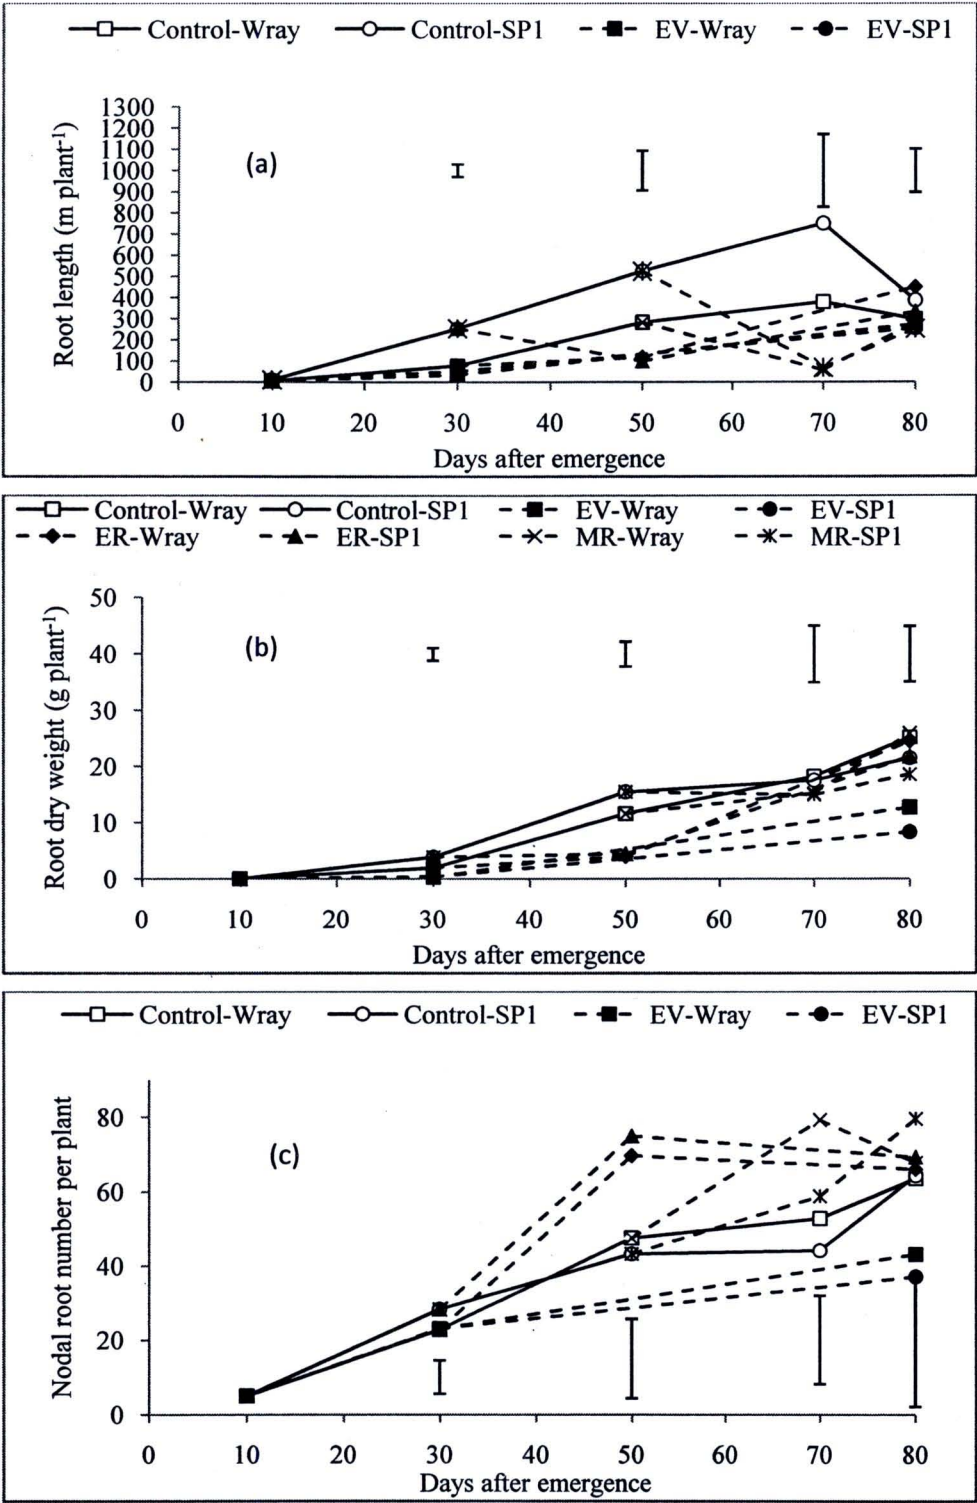 Control-Wray Control-SP1 EV-Wray EV-SP1
1300
1200
1100
1000
900
800
700
600
500
400
300
200
100
0
Root length (m plant⁻¹)
(a)
0 10 20 30 40 50 60 70 80
Days after emergence
Control-Wray Control-SP1 EV-Wray EV-SP1
ER-Wray ER-SP1 MR-Wray MR-SP1
50
40
30
20
10
0
Root dry weight (g plant⁻¹)
(b)
0 10 20 30 40 50 60 70 80
Days after emergence
Control-Wray Control-SP1 EV-Wray EV-SP1
80
60
40
20
0
Nodal root number per plant
(c)
0 10 20 30 40 50 60 70 80
Days after emergence